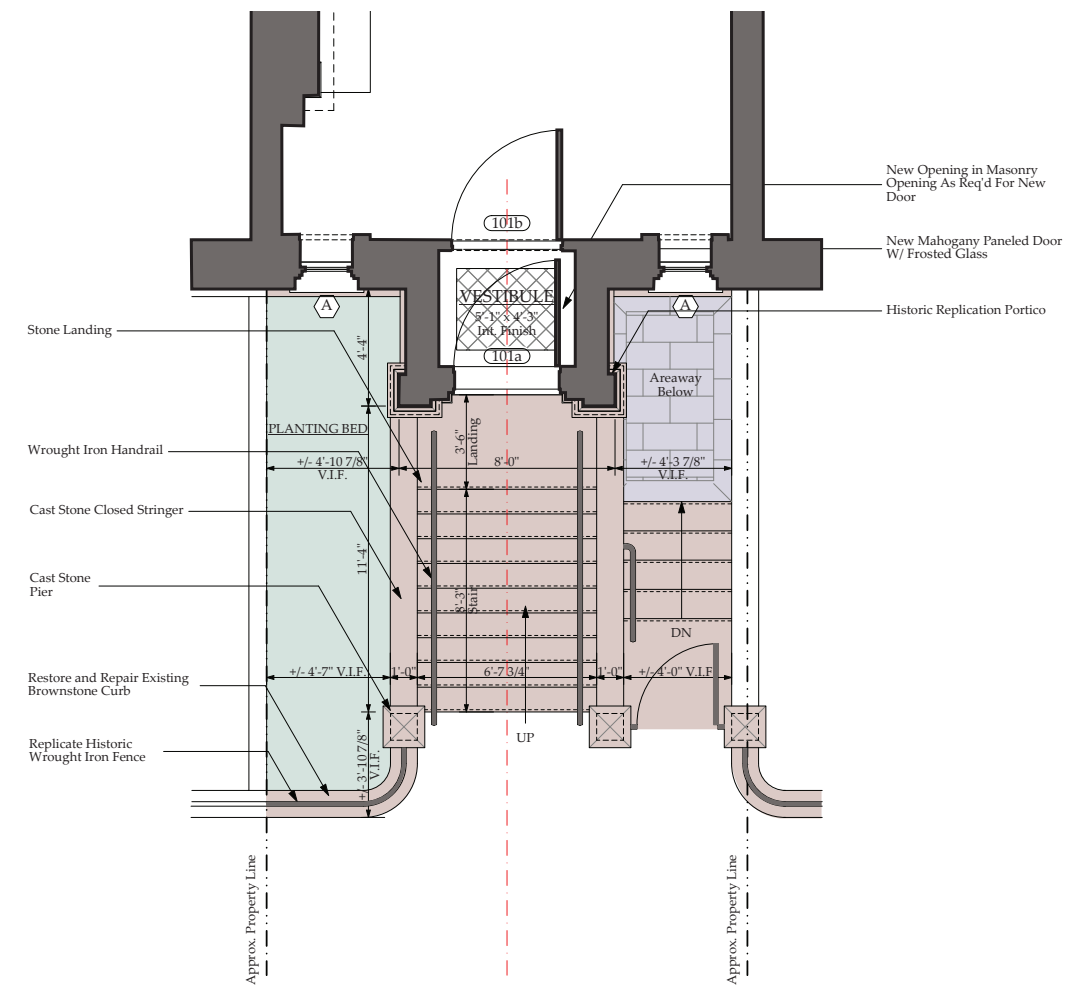 New Opening in Masonry
Opening As Req'd For New
Door
101b
New Mahogany Paneled Door
W/ Frosted Glass
VESTIBULE
5'-1" x 4'-3"
Int. Finish
A
A
Historic Replication Portico
Stone Landing
4'-4"
101a
Areaway
Below
PLANTING BED
3'-6"
Landing
Wrought Iron Handrail
+/- 4'-10 7/8"
V.I.F.
8'-0"
+/- 4'-3 7/8"
V.I.F.
Cast Stone Closed Stringer
11'-4"
8'-3"
Stair
Cast Stone
Pier
DN
+/- 4'-7" V.I.F.
1'-0"
6'-7 3/4"
1'-0"
+/- 4'-0" V.I.F
Restore and Repair Existing
Brownstone Curb
UP
Replicate Historic
Wrought Iron Fence
+/- 3'-10 7/8"
V.I.F.
Approx. Property Line
Approx. Property Line